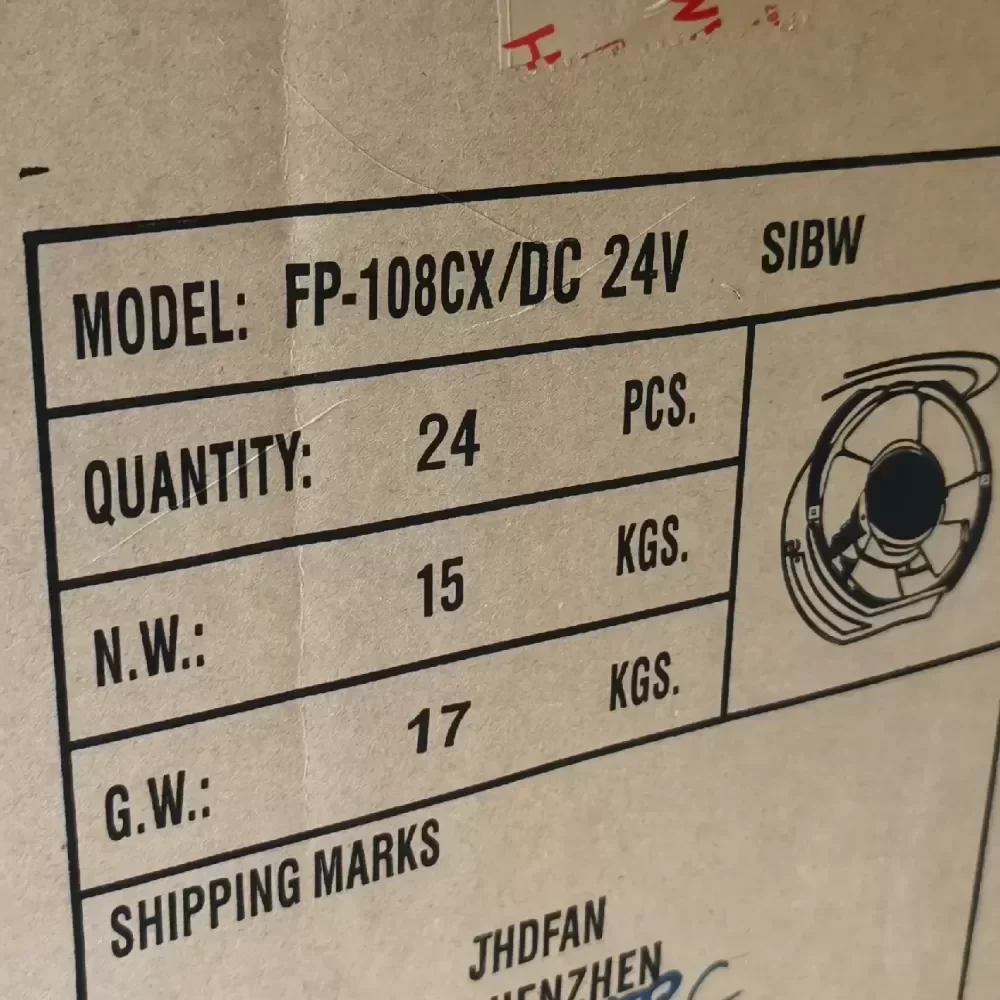 MODEL: FP-108CX/DC 24V SIBW
QUANTITY: 24 PCS.
N.W.: 15 KGS.
G.W.: 17 KGS.
SHIPPING MARKS
JHDFAN